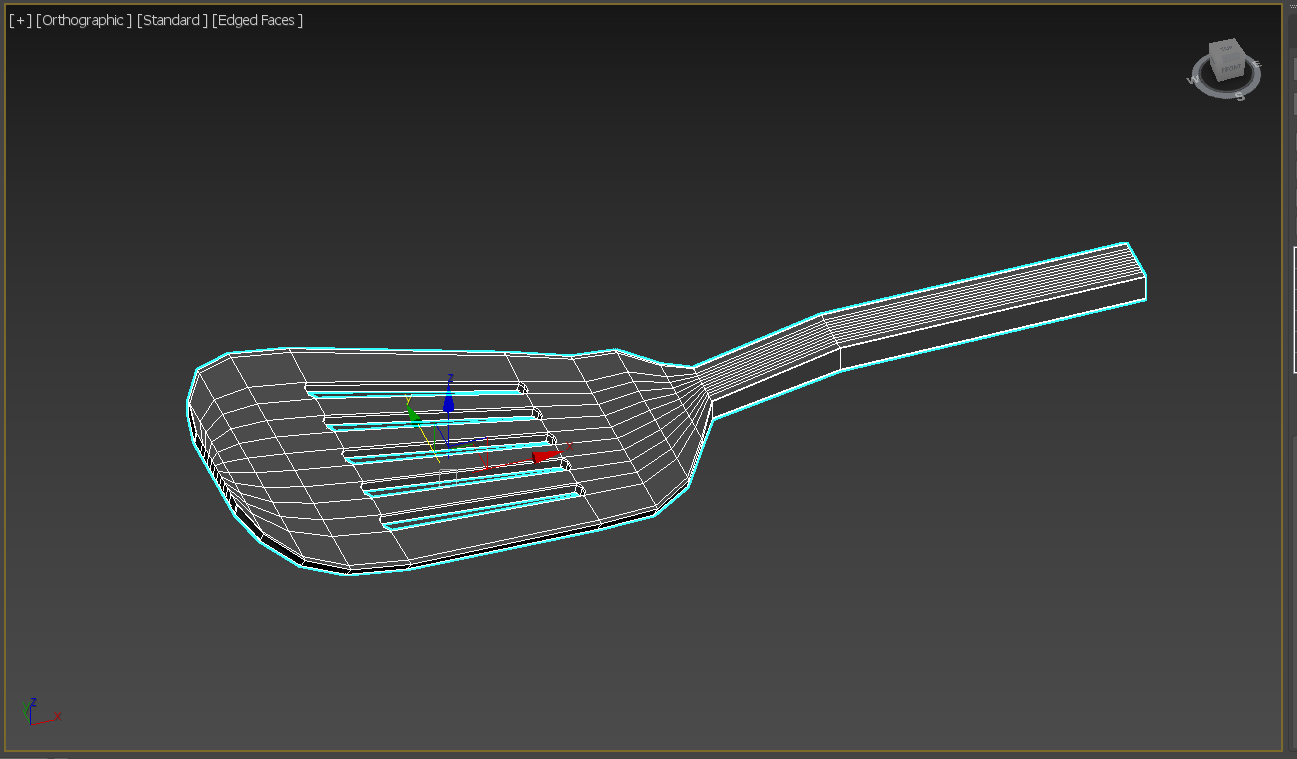 [+] [Orthographic ] [Standard ] [Edged Faces ]
TOP
FRONT
W
S
Z
Y
X
Z
X